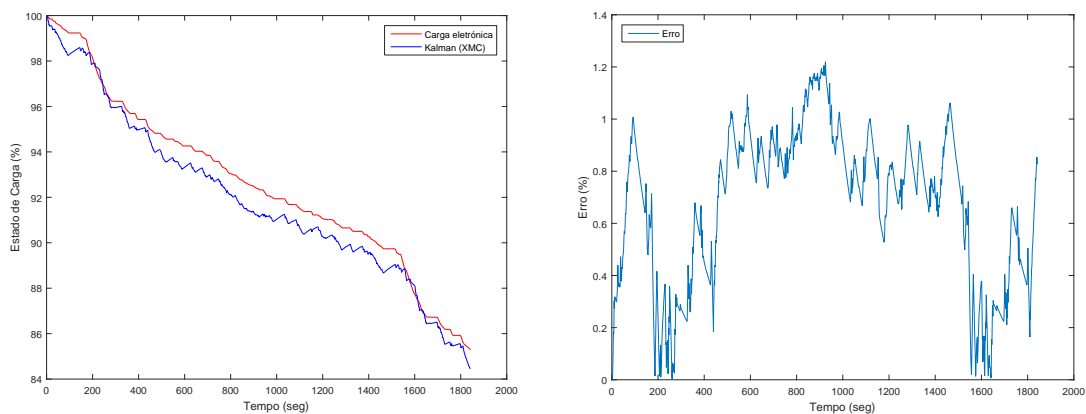 100
98
96
94
92
90
88
86
84
Estado de Carga (%)
0 200 400 600 800 1000 1200 1400 1600 1800 2000
Tempo (seg)
Carga eletrónica
Kalman (XMC)
1.4
1.2
1
0.8
0.6
0.4
0.2
0
Erro (%)
0 200 400 600 800 1000 1200 1400 1600 1800 2000
Tempo (seg)
Erro